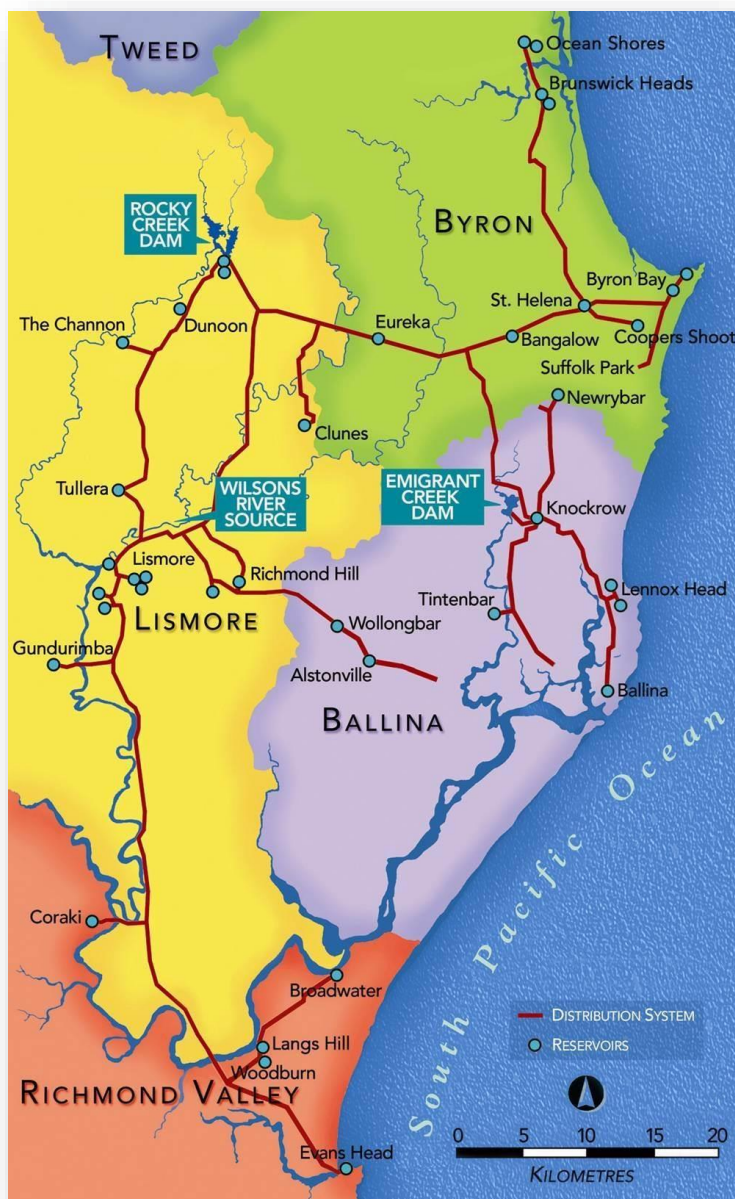 TWEED
Ocean Shores
Brunswick Heads
ROCKY
CREEK
DAM
BYRON
Byron Bay
St. Helena
The Channon
Dunoon
Eureka
Bangalow
Coopers Shoot
Suffolk Park
Newrybar
Clunes
Tullera
WILSONS
RIVER
SOURCE
EMIGRANT
CREEK
DAM
Knockrow
Lismore
Richmond Hill
Lennox Head
Tintenbar
LISMORE
Wollongbar
Gundurimba
Alstonville
Ballina
BALLINA
South Pacific Ocean
Coraki
Broadwater
DISTRIBUTION SYSTEM
RESERVOIRS
Langs Hill
Woodburn
RICHMOND VALLEY
Evans Head
0 5 10 15 20
KILOMETRES